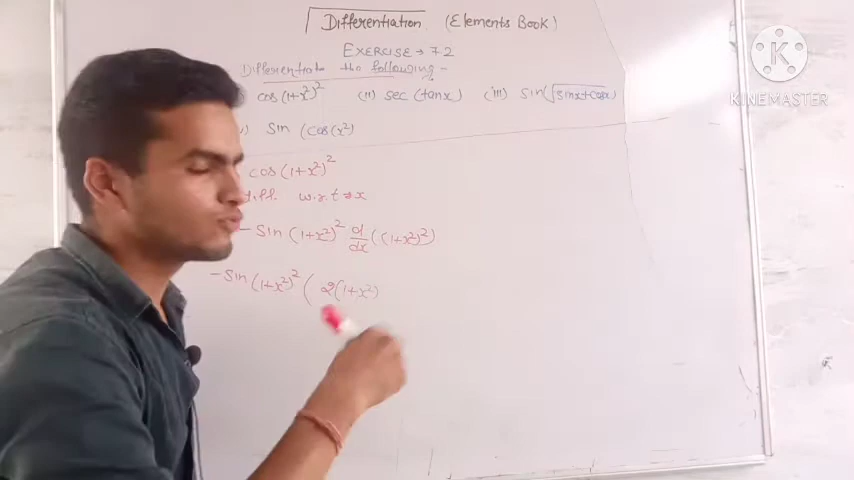 Differentiation. (Elements Book)
EXERCISE → 7.2
Differentiate the following -
cos(1+x²)² (ii) sec (tanx) (iii) sin(√sinx+cosx)
) sin (cos(x²)
cos(1+x²)²
diff. w.r.t x
- sin (1+x²)² d/dx ((1+x²)²)
- sin (1+x²)² ( 2(1+x²)
K
KINEMASTER